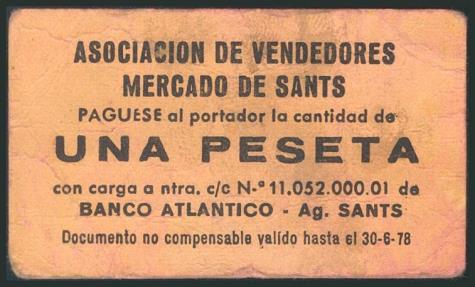 ASOCIACION DE VENDEDORES
MERCADO DE SANTS
PAGUESE al portador la cantidad de
UNA PESETA
con carga a ntra. c/c N.º 11.052.000.01 de
BANCO ATLANTICO - Ag. SANTS
Documento no compensable valido hasta el 30-6-78